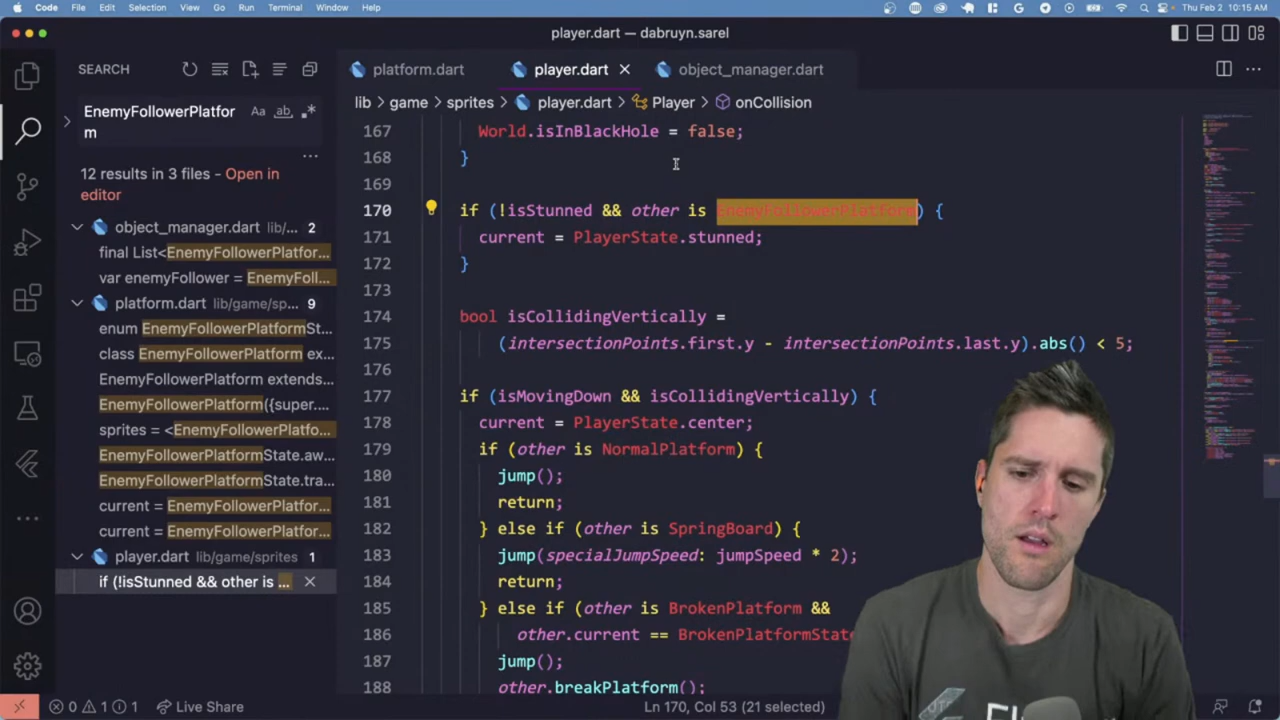 Code File Edit Selection View Go Run Terminal Window Help
Thu Feb 2 10:15 AM
player.dart — dabruyn.sarel
SEARCH
EnemyFollowerPlatfor
m
Aa ab
12 results in 3 files - Open in
editor
object_manager.dart lib/... 2
final List<EnemyFollowerPlatfor...
var enemyFollower = EnemyFoll...
platform.dart lib/game/sp... 9
enum EnemyFollowerPlatformSt...
class EnemyFollowerPlatform ex...
EnemyFollowerPlatform extends...
EnemyFollowerPlatform({super....
sprites = <EnemyFollowerPlatfo...
EnemyFollowerPlatformState.aw...
EnemyFollowerPlatformState.tra...
current = EnemyFollowerPlatfor...
current = EnemyFollowerPlatfor...
player.dart lib/game/sprites 1
if (!isStunned && other is ...
platform.dart player.dart object_manager.dart
lib > game > sprites > player.dart > Player > onCollision
167 World.isInBlackHole = false;
168 }
169
170 if (!isStunned && other is EnemyFollowerPlatform) {
171 current = PlayerState.stunned;
172 }
173
174 bool isCollidingVertically =
175 (intersectionPoints.first.y - intersectionPoints.last.y).abs() < 5;
176
177 if (isMovingDown && isCollidingVertically) {
178 current = PlayerState.center;
179 if (other is NormalPlatform) {
180 jump();
181 return;
182 } else if (other is SpringBoard) {
183 jump(specialJumpSpeed: jumpSpeed * 2);
184 return;
185 } else if (other is BrokenPlatform &&
186 other.current == BrokenPlatformState
187 jump();
188 other.breakPlatform();
0 1 1 Live Share
Ln 170, Col 53 (21 selected)